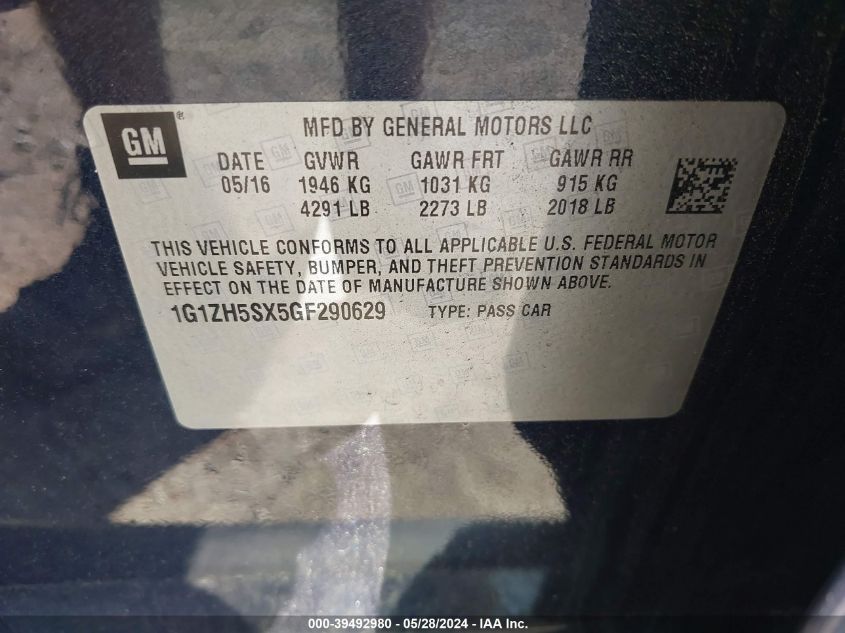 GM®
MFD BY GENERAL MOTORS LLC
DATE GVWR GAWR FRT GAWR RR
05/16 1946 KG 1031 KG 915 KG
4291 LB 2273 LB 2018 LB
THIS VEHICLE CONFORMS TO ALL APPLICABLE U.S. FEDERAL MOTOR
VEHICLE SAFETY, BUMPER, AND THEFT PREVENTION STANDARDS IN
EFFECT ON THE DATE OF MANUFACTURE SHOWN ABOVE.
1G1ZH5SX5GF290629 TYPE: PASS CAR
000-39492980 - 05/28/2024 - IAA Inc.